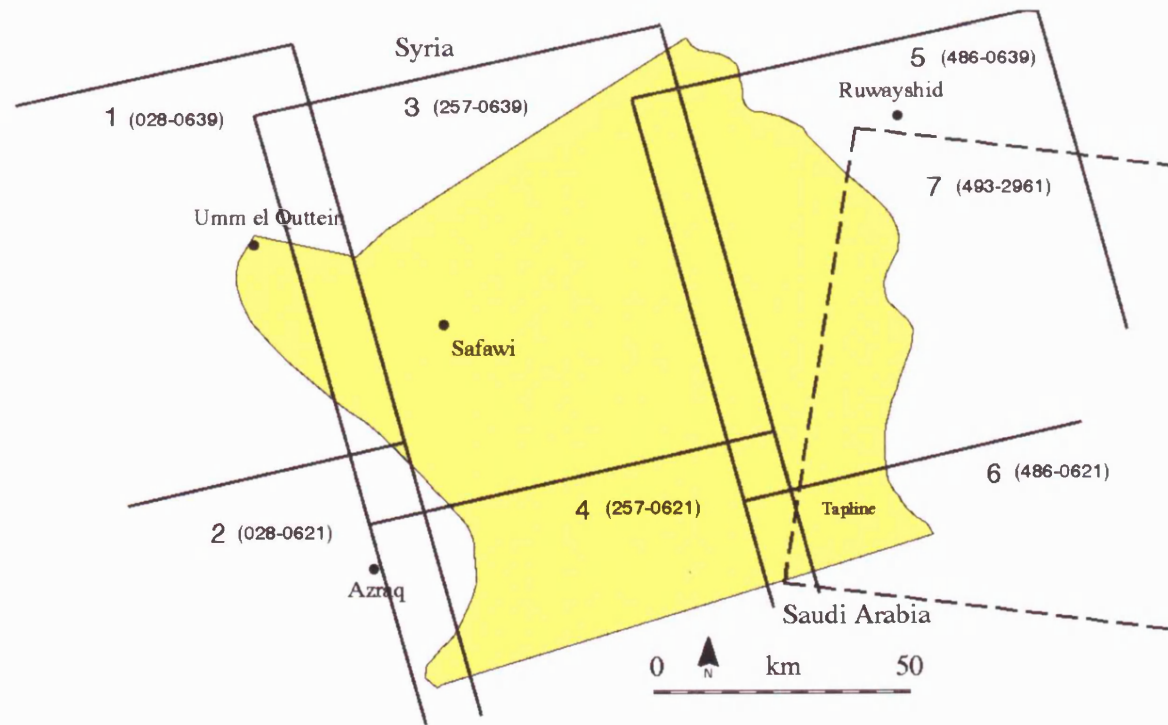 Syria
5 (486-0639)
Ruwayshid
1 (028-0639)
3 (257-0639)
7 (493-2961)
Umm el Qutteir
Safawi
6 (486-0621)
4 (257-0621)
Tapline
2 (028-0621)
Azraq
Saudi Arabia
0 km 50
N